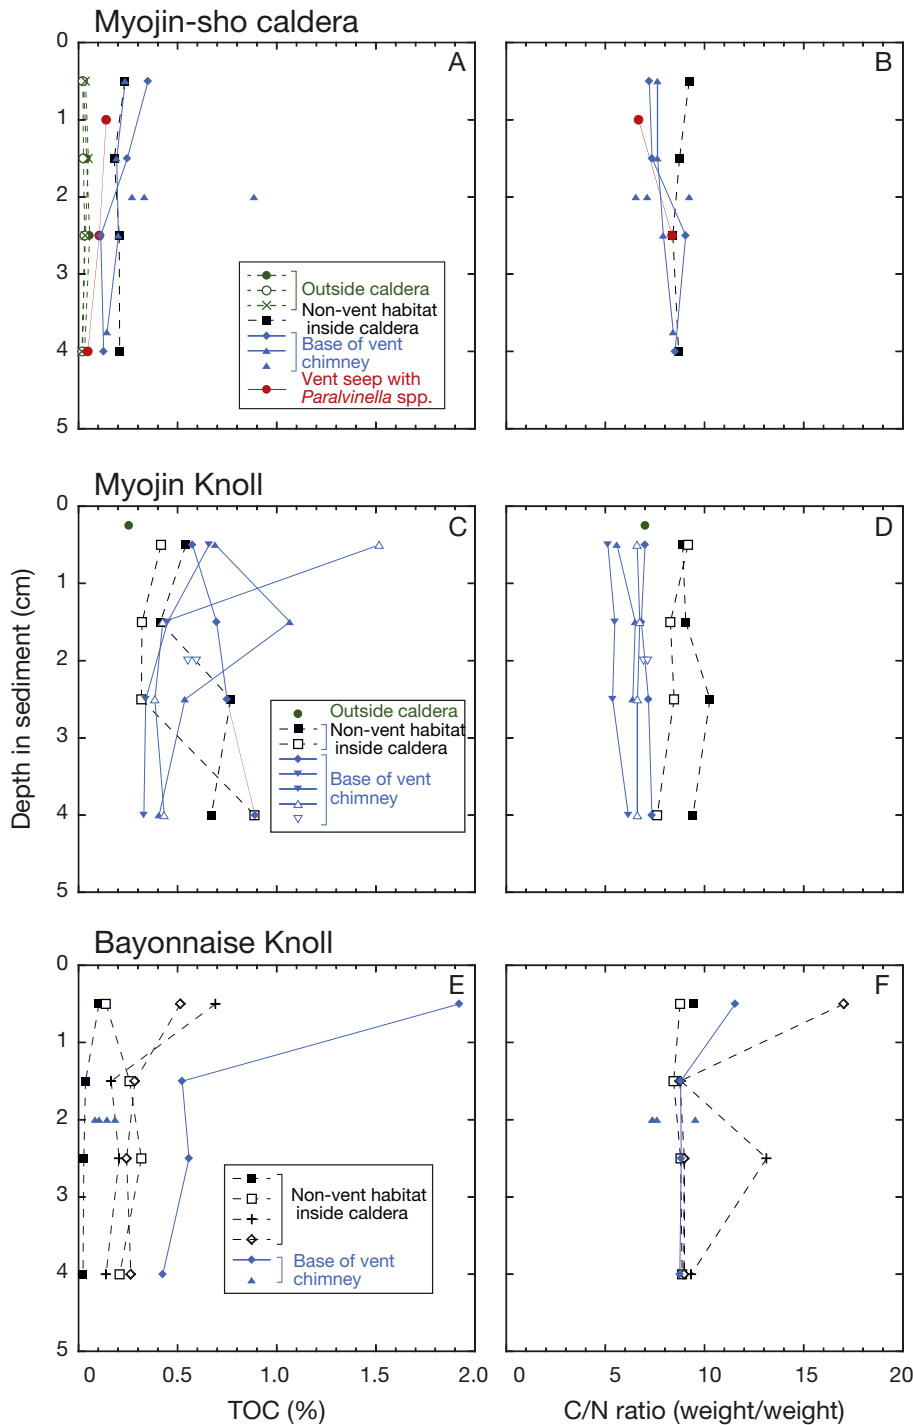 Myojin-sho caldera
0
1
2
3
4
5
A
B
Outside caldera
Non-vent habitat
inside caldera
Base of vent
chimney
Vent seep with
Paralvinella spp.
Myojin Knoll
0
1
2
3
4
5
Depth in sediment (cm)
C
D
Outside caldera
Non-vent habitat
inside caldera
Base of vent
chimney
Bayonnaise Knoll
0
1
2
3
4
5
E
F
Non-vent habitat
inside caldera
Base of vent
chimney
0 0.5 1.0 1.5 2.0
0 5 10 15 20
TOC (%)
C/N ratio (weight/weight)